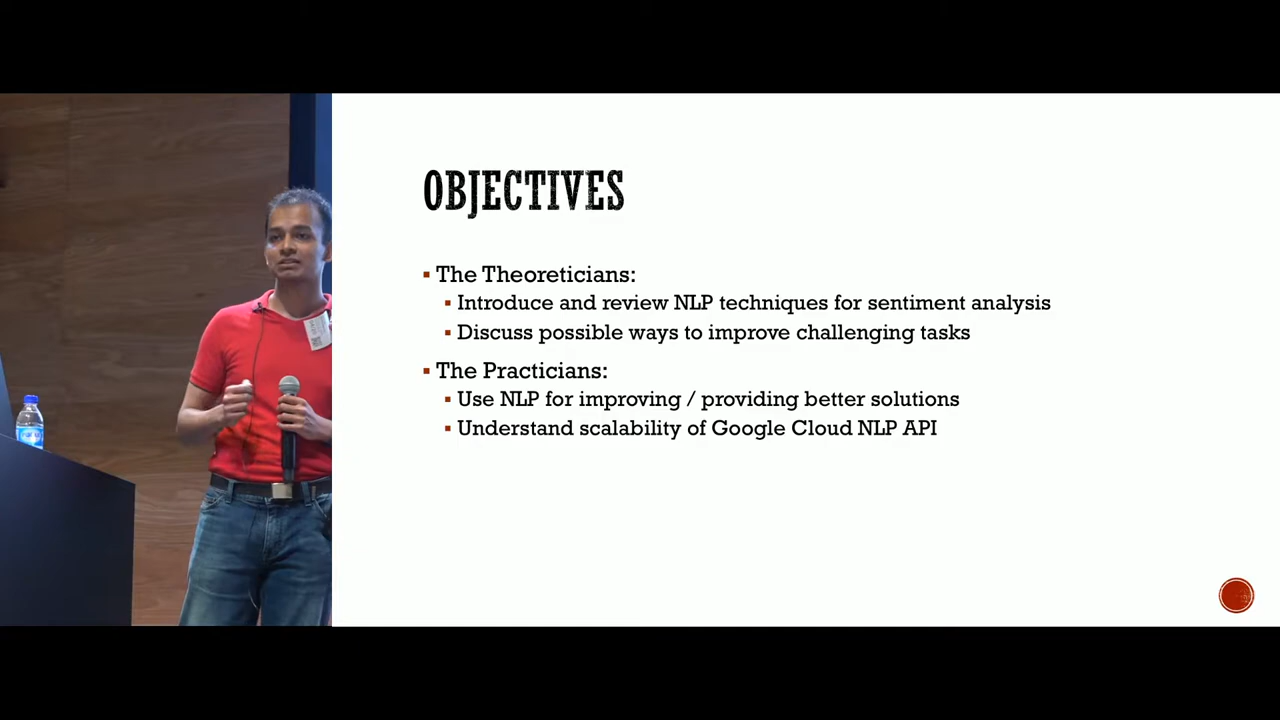 OBJECTIVES
The Theoreticians:
Introduce and review NLP techniques for sentiment analysis
Discuss possible ways to improve challenging tasks
The Practicians:
Use NLP for improving / providing better solutions
Understand scalability of Google Cloud NLP API